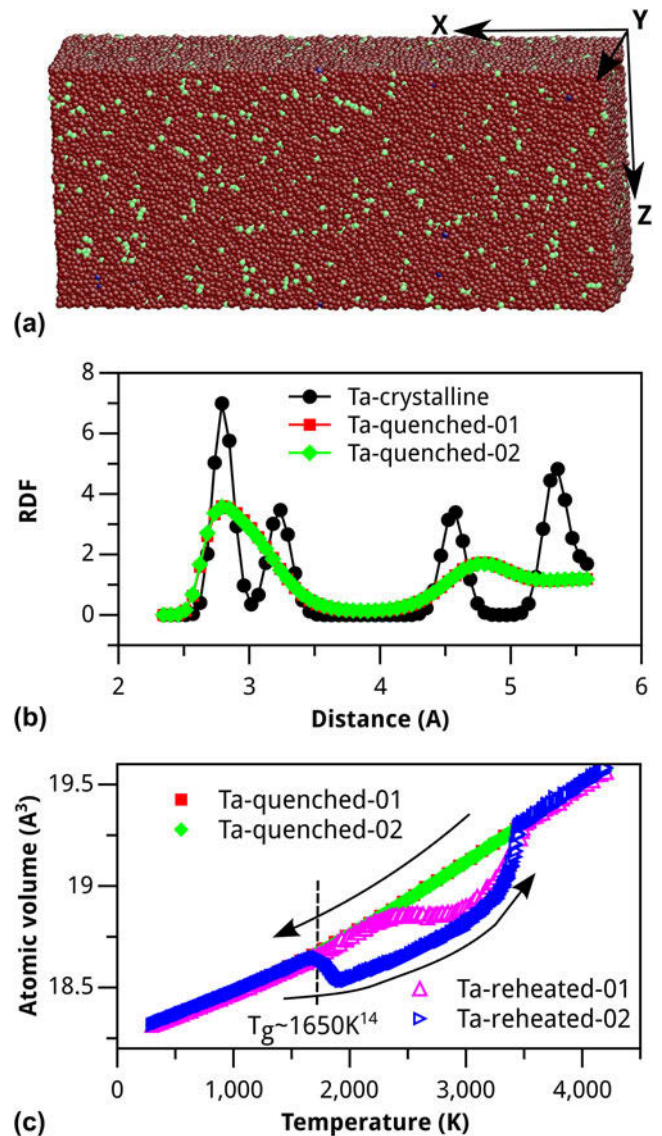 X
Y
Z
(a)
8
6
4
2
0
RDF
Ta-crystalline
Ta-quenched-01
Ta-quenched-02
2
3
4
5
6
Distance (A)
(b)
19.5
19
18.5
Atomic volume (A³)
Ta-quenched-01
Ta-quenched-02
Tg~1650K¹⁴
Ta-reheated-01
Ta-reheated-02
0
1,000
2,000
3,000
4,000
Temperature (K)
(c)